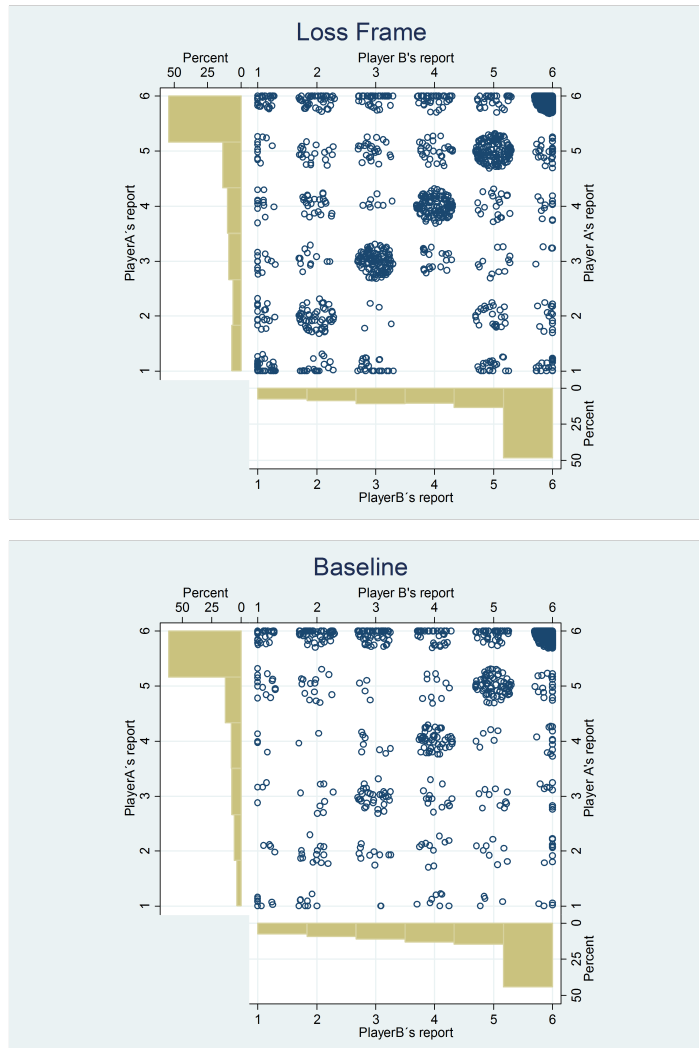 Loss Frame
Percent
Player B's report
50 25 0 1 2 3 4 5 6
6
5
4
3
2
1
PlayerA´s report
6
5
4
3
2
1
Player A's report
0
25
50
Percent
1 2 3 4 5 6
PlayerB´s report
Baseline
Percent
Player B's report
50 25 0 1 2 3 4 5 6
6
5
4
3
2
1
PlayerA´s report
6
5
4
3
2
1
Player A's report
0
25
50
Percent
1 2 3 4 5 6
PlayerB´s report